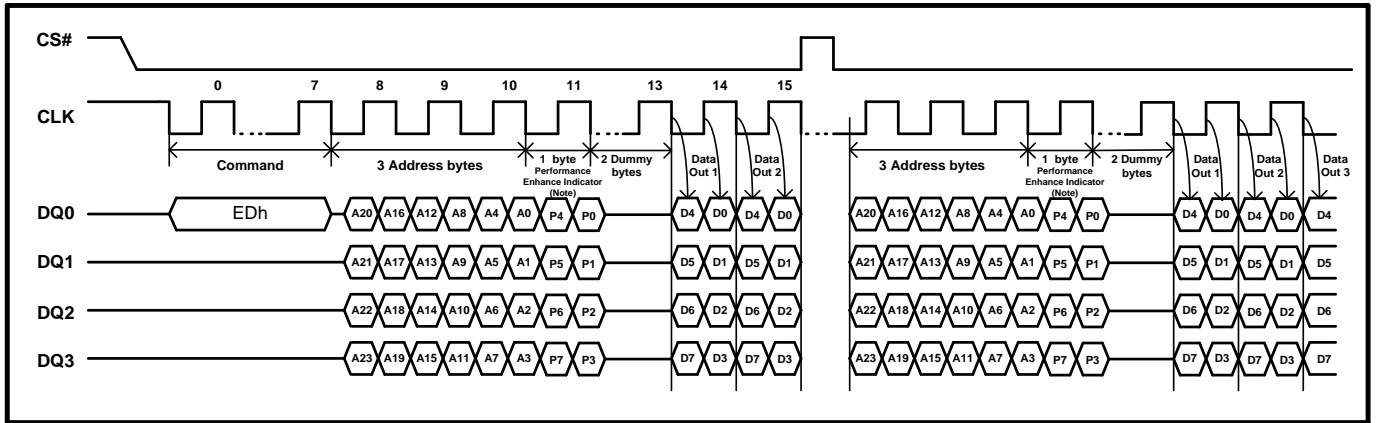 CS#
0 7 8 9 10 11 13 14 15
CLK
Command 3 Address bytes 1 byte Performance Enhance Indicator (Note) 2 Dummy bytes Data Out 1 Data Out 2 3 Address bytes 1 byte Performance Enhance Indicator (Note) 2 Dummy bytes Data Out 1 Data Out 2 Data Out 3
DQ0 EDh A20 A16 A12 A8 A4 A0 P4 P0 D4 D0 D4 D0 A20 A16 A12 A8 A4 A0 P4 P0 D4 D0 D4 D0 D4
DQ1 A21 A17 A13 A9 A5 A1 P5 P1 D5 D1 D5 D1 A21 A17 A13 A9 A5 A1 P5 P1 D5 D1 D5 D1 D5
DQ2 A22 A18 A14 A10 A6 A2 P6 P2 D6 D2 D6 D2 A22 A18 A14 A10 A6 A2 P6 P2 D6 D2 D6 D2 D6
DQ3 A23 A19 A15 A11 A7 A3 P7 P3 D7 D3 D7 D3 A23 A19 A15 A11 A7 A3 P7 P3 D7 D3 D7 D3 D7